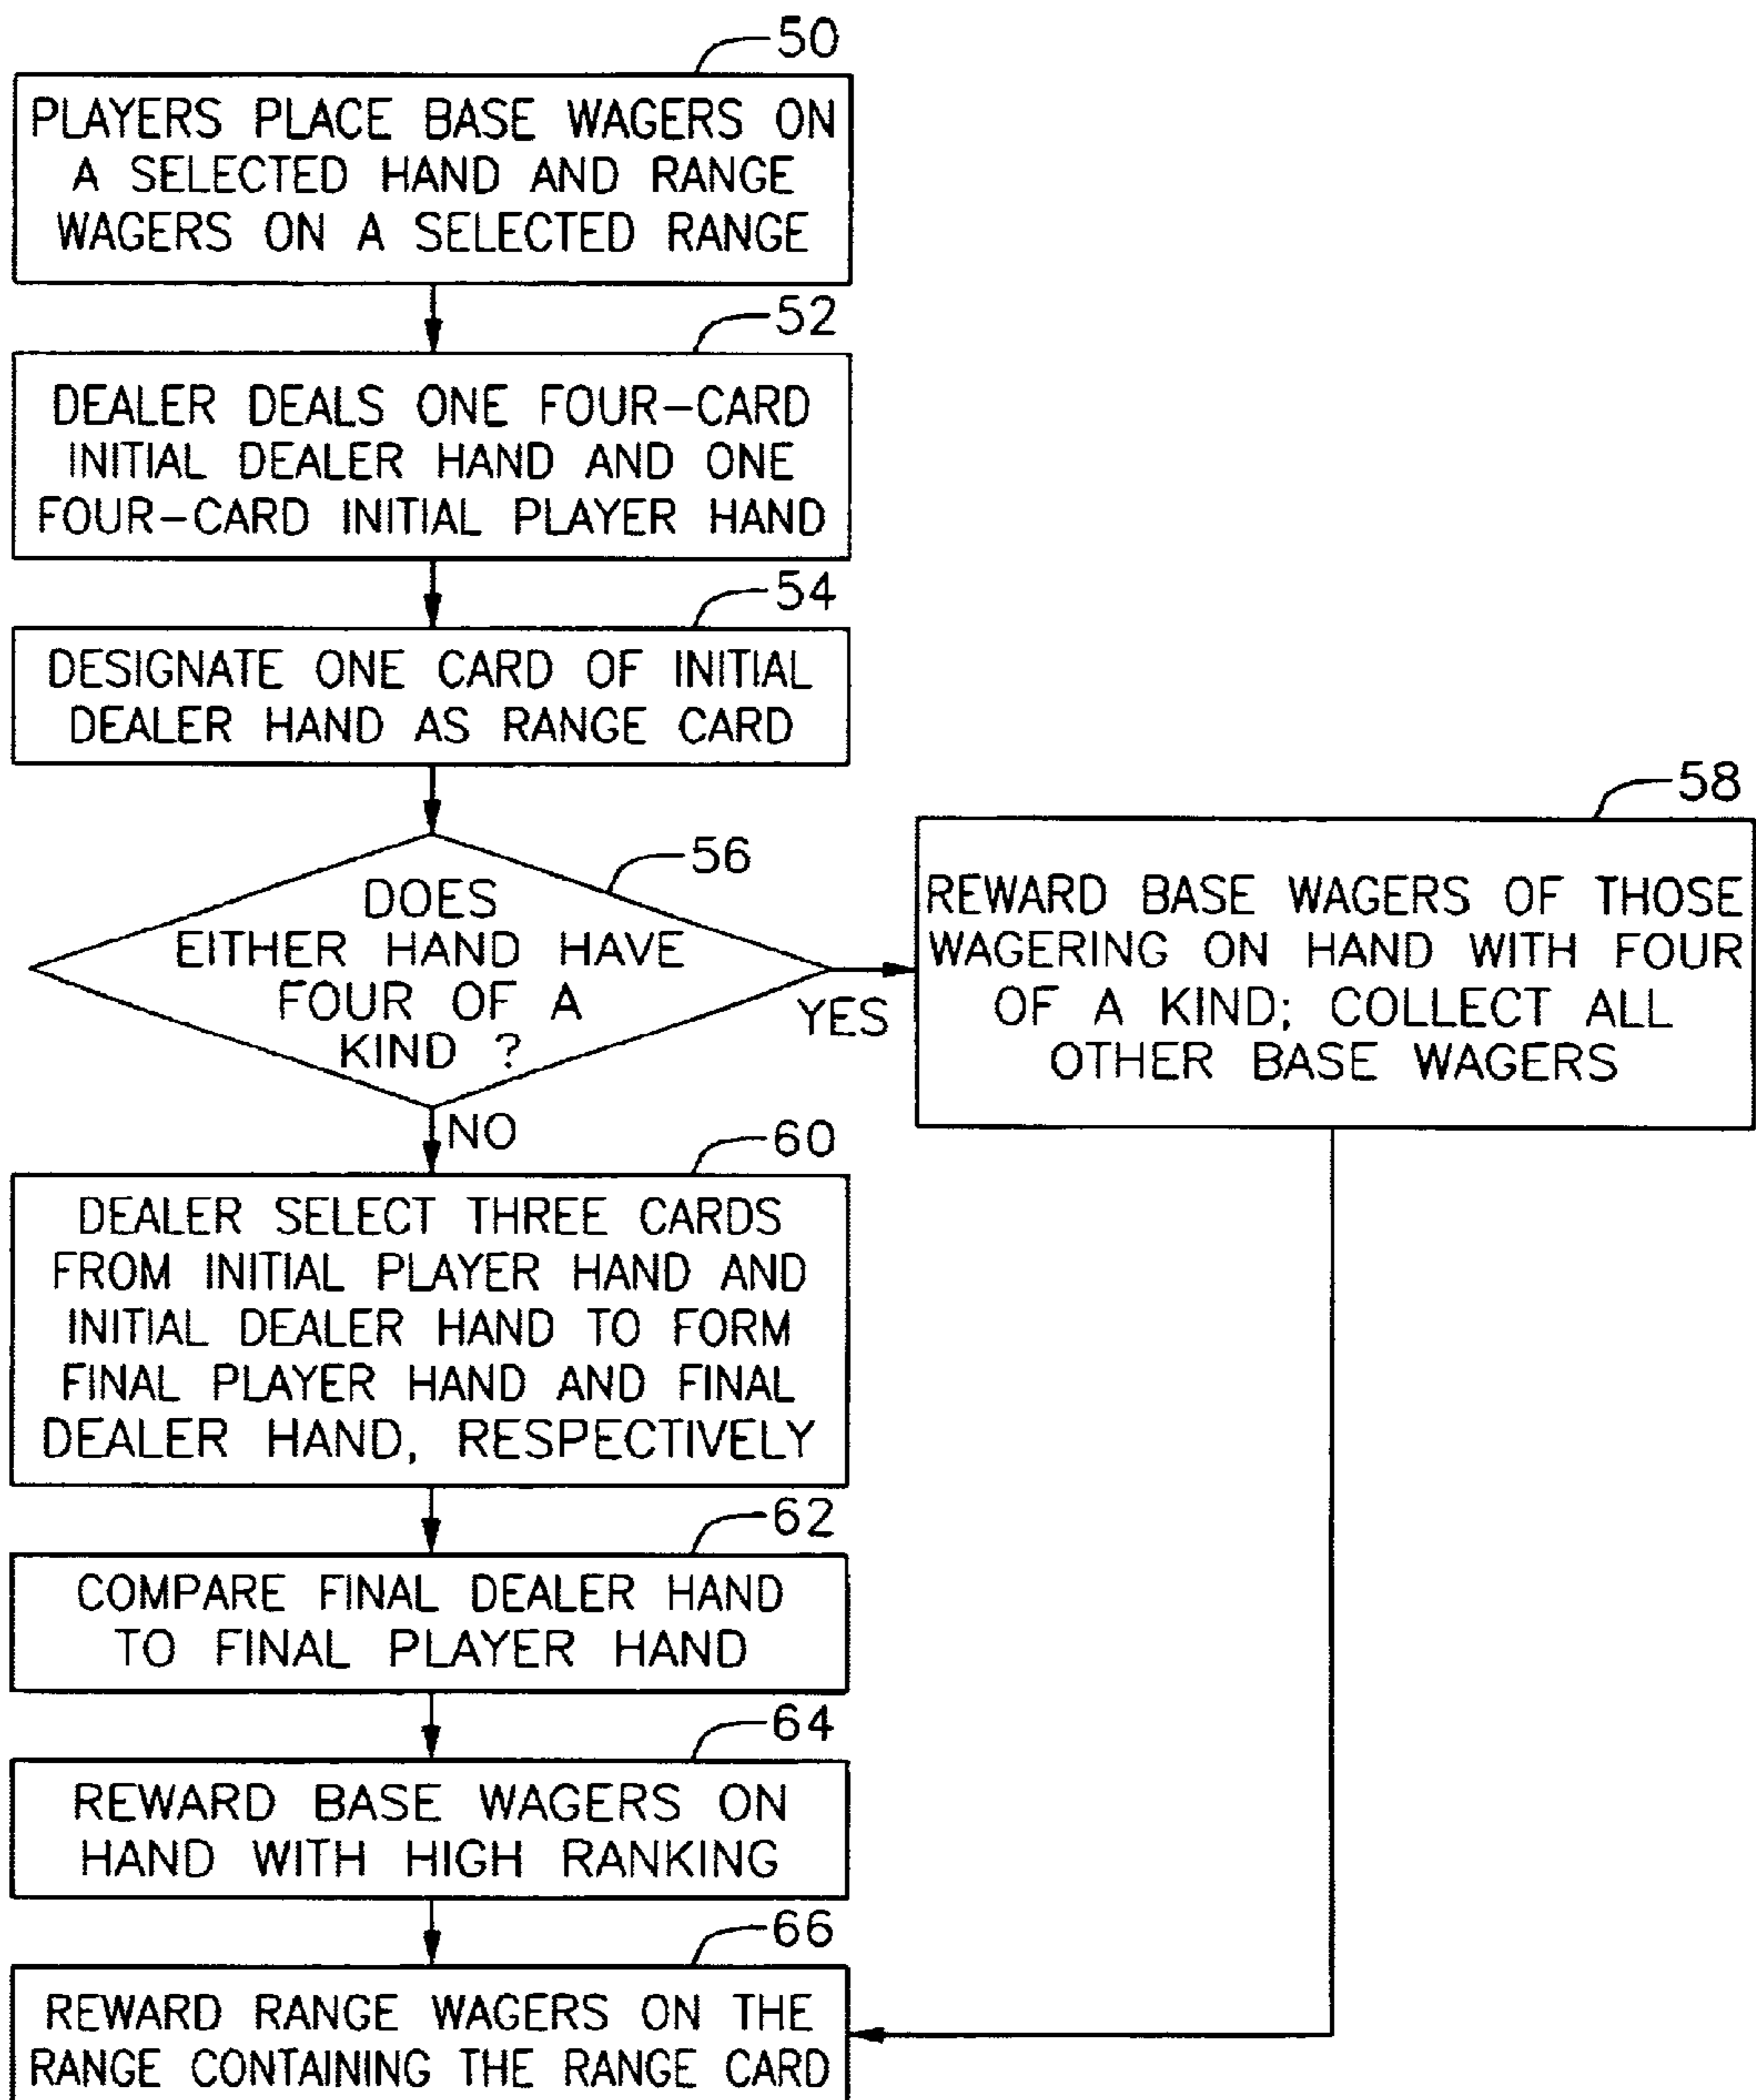 50
PLAYERS PLACE BASE WAGERS ON
A SELECTED HAND AND RANGE
WAGERS ON A SELECTED RANGE
52
DEALER DEALS ONE FOUR-CARD
INITIAL DEALER HAND AND ONE
FOUR-CARD INITIAL PLAYER HAND
54
DESIGNATE ONE CARD OF INITIAL
DEALER HAND AS RANGE CARD
56
DOES
EITHER HAND HAVE
FOUR OF A
KIND ?
YES
58
REWARD BASE WAGERS OF THOSE
WAGERING ON HAND WITH FOUR
OF A KIND; COLLECT ALL
OTHER BASE WAGERS
NO
60
DEALER SELECT THREE CARDS
FROM INITIAL PLAYER HAND AND
INITIAL DEALER HAND TO FORM
FINAL PLAYER HAND AND FINAL
DEALER HAND, RESPECTIVELY
62
COMPARE FINAL DEALER HAND
TO FINAL PLAYER HAND
64
REWARD BASE WAGERS ON
HAND WITH HIGH RANKING
66
REWARD RANGE WAGERS ON THE
RANGE CONTAINING THE RANGE CARD